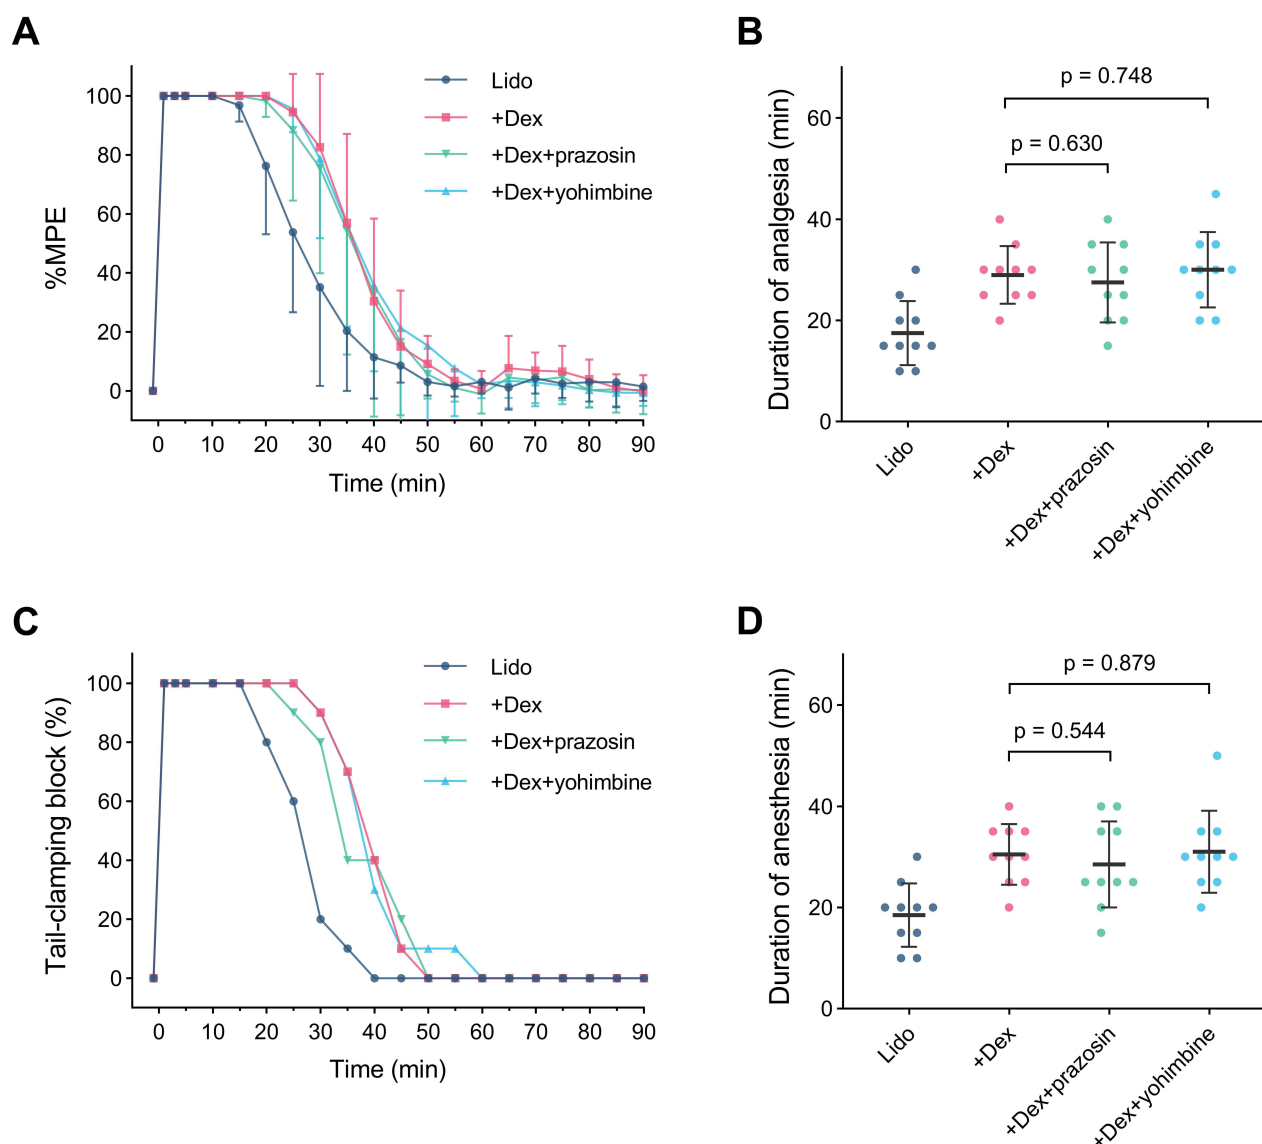 A
%MPE
100
80
60
40
20
0
0 10 20 30 40 50 60 70 80 90
Time (min)
Lido
+Dex
+Dex+prazosin
+Dex+yohimbine
B
Duration of analgesia (min)
60
40
20
0
p = 0.748
p = 0.630
Lido
+Dex
+Dex+prazosin
+Dex+yohimbine
C
Tail-clamping block (%)
100
80
60
40
20
0
0 10 20 30 40 50 60 70 80 90
Time (min)
Lido
+Dex
+Dex+prazosin
+Dex+yohimbine
D
Duration of anesthesia (min)
60
40
20
0
p = 0.879
p = 0.544
Lido
+Dex
+Dex+prazosin
+Dex+yohimbine